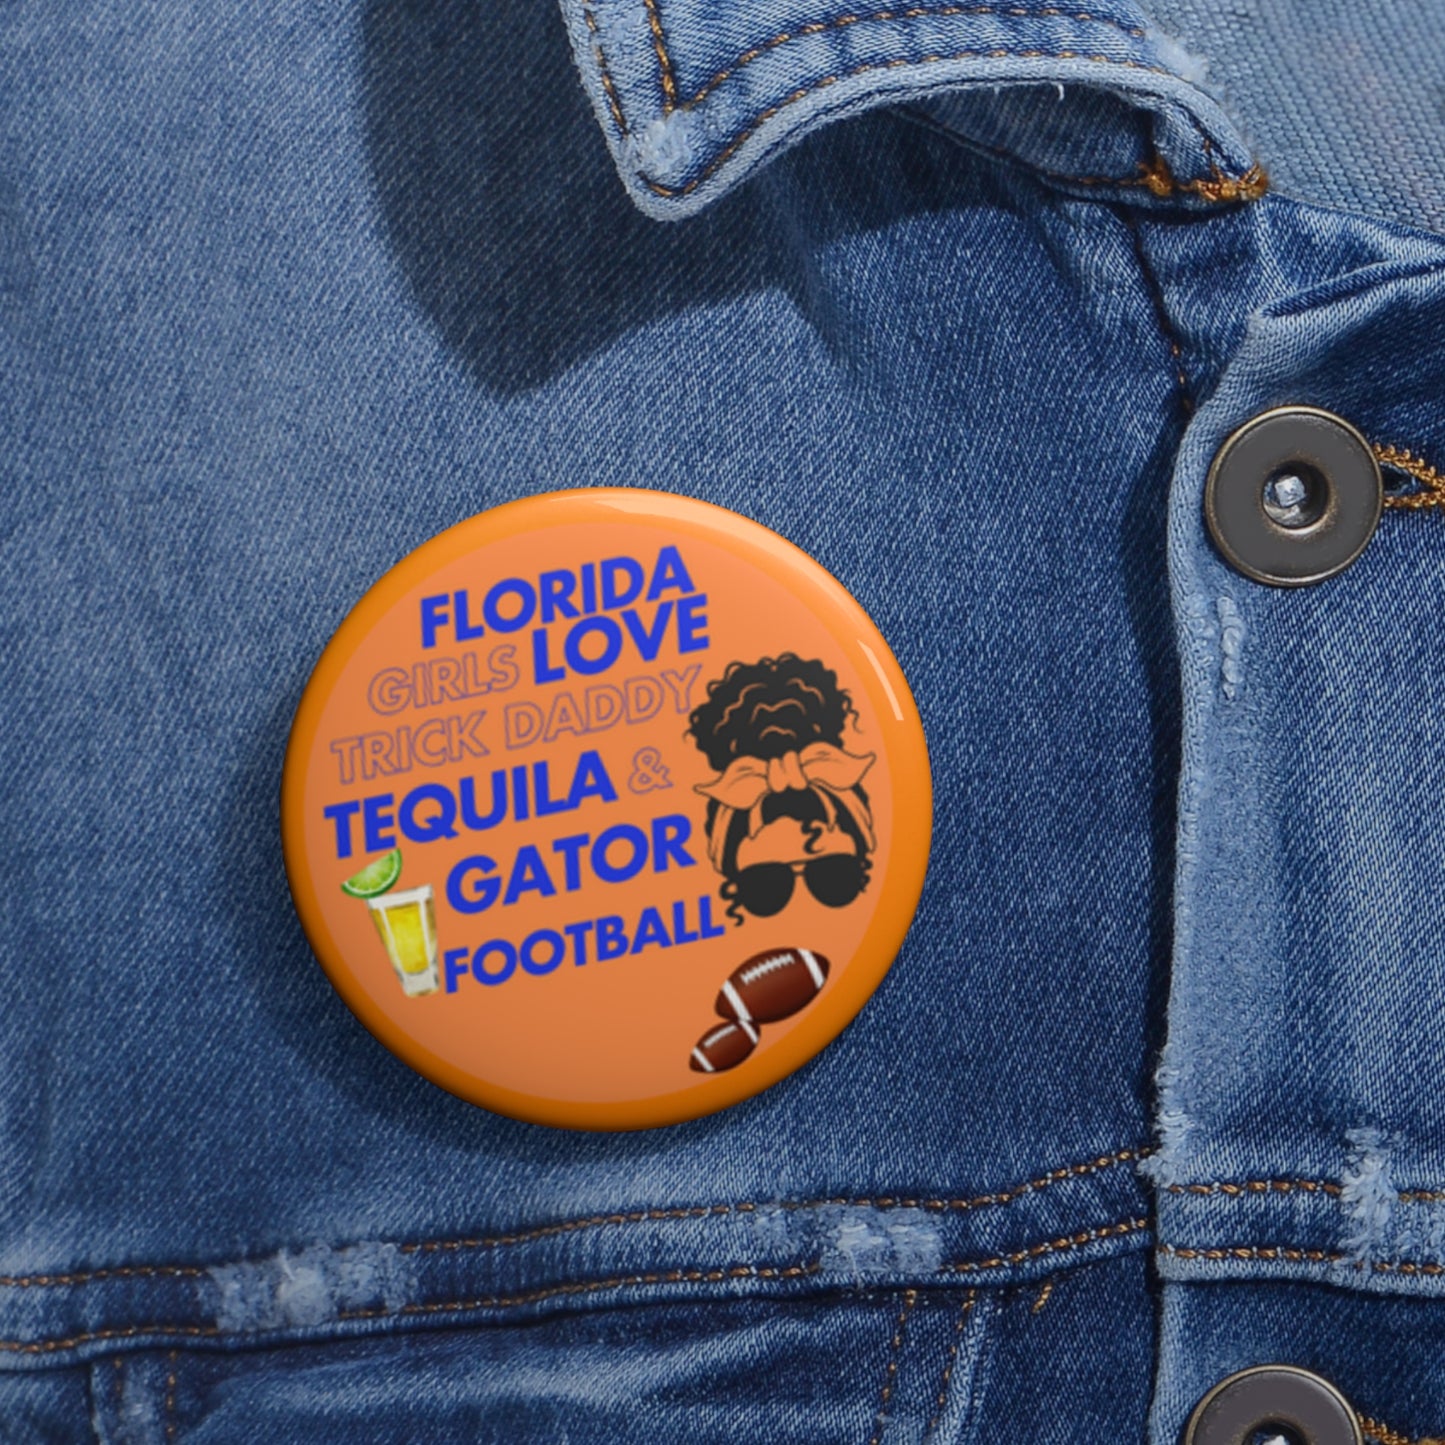 FLORIDA
GIRLS LOVE
TRICK DADDY
TEQUILA &
GATOR
FOOTBALL